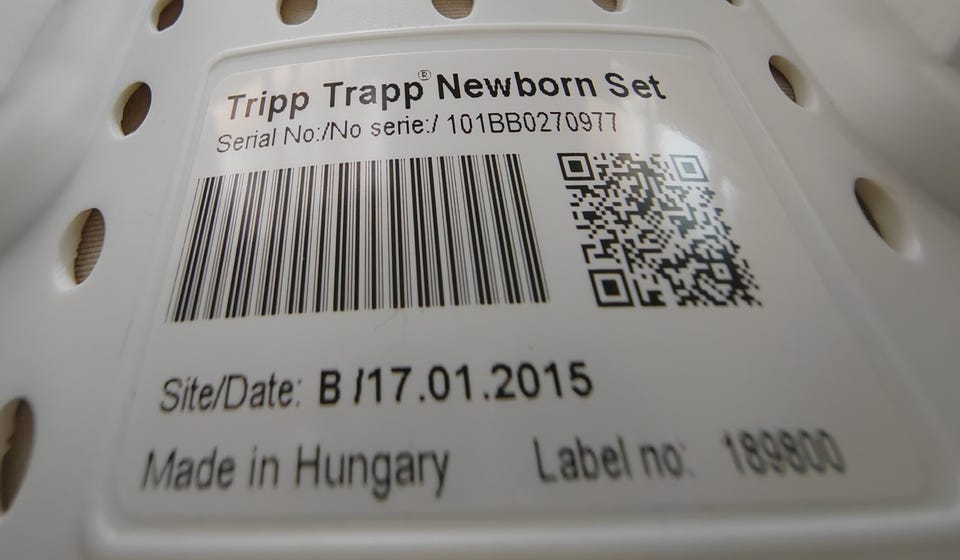 Tripp Trapp® Newborn Set
Serial No:/No serie:/ 101BB0270977
Site/Date: B /17.01.2015
Made in Hungary Label no: 189800